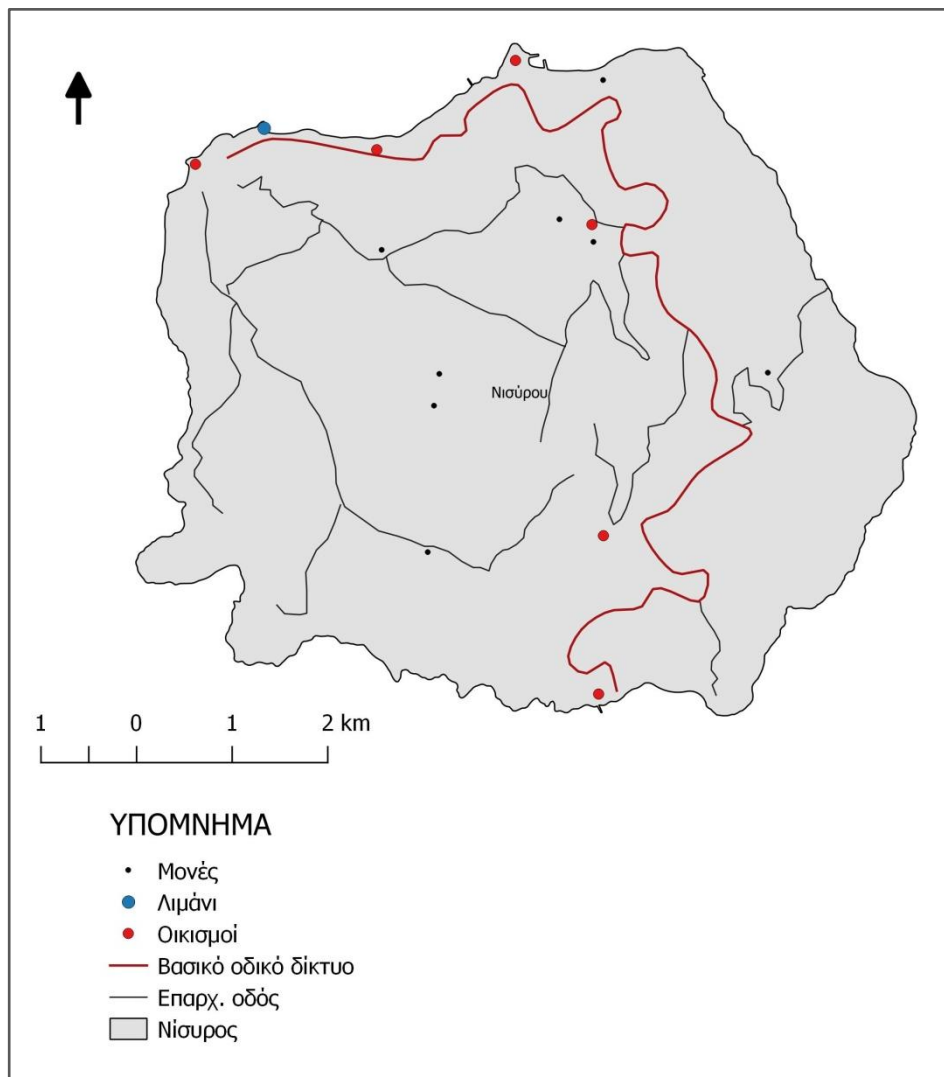 Νισύρου
1 0 1 2 km
ΥΠΟΜΝΗΜΑ
Μονές
Λιμάνι
Οικισμοί
Βασικό οδικό δίκτυο
Επαρχ. οδός
Νίσυρος